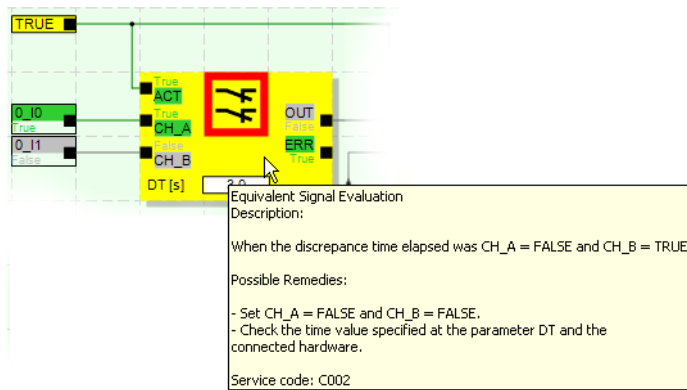 TRUE
True
ACT
0_I0
True
True
CH_A
OUT
False
0_I1
False
False
CH_B
ERR
True
DT [s]
3.0
Equivalent Signal Evaluation
Description:
When the discrepance time elapsed was CH_A = FALSE and CH_B = TRUE
Possible Remedies:
- Set CH_A = FALSE and CH_B = FALSE.
- Check the time value specified at the parameter DT and the
connected hardware.
Service code: C002